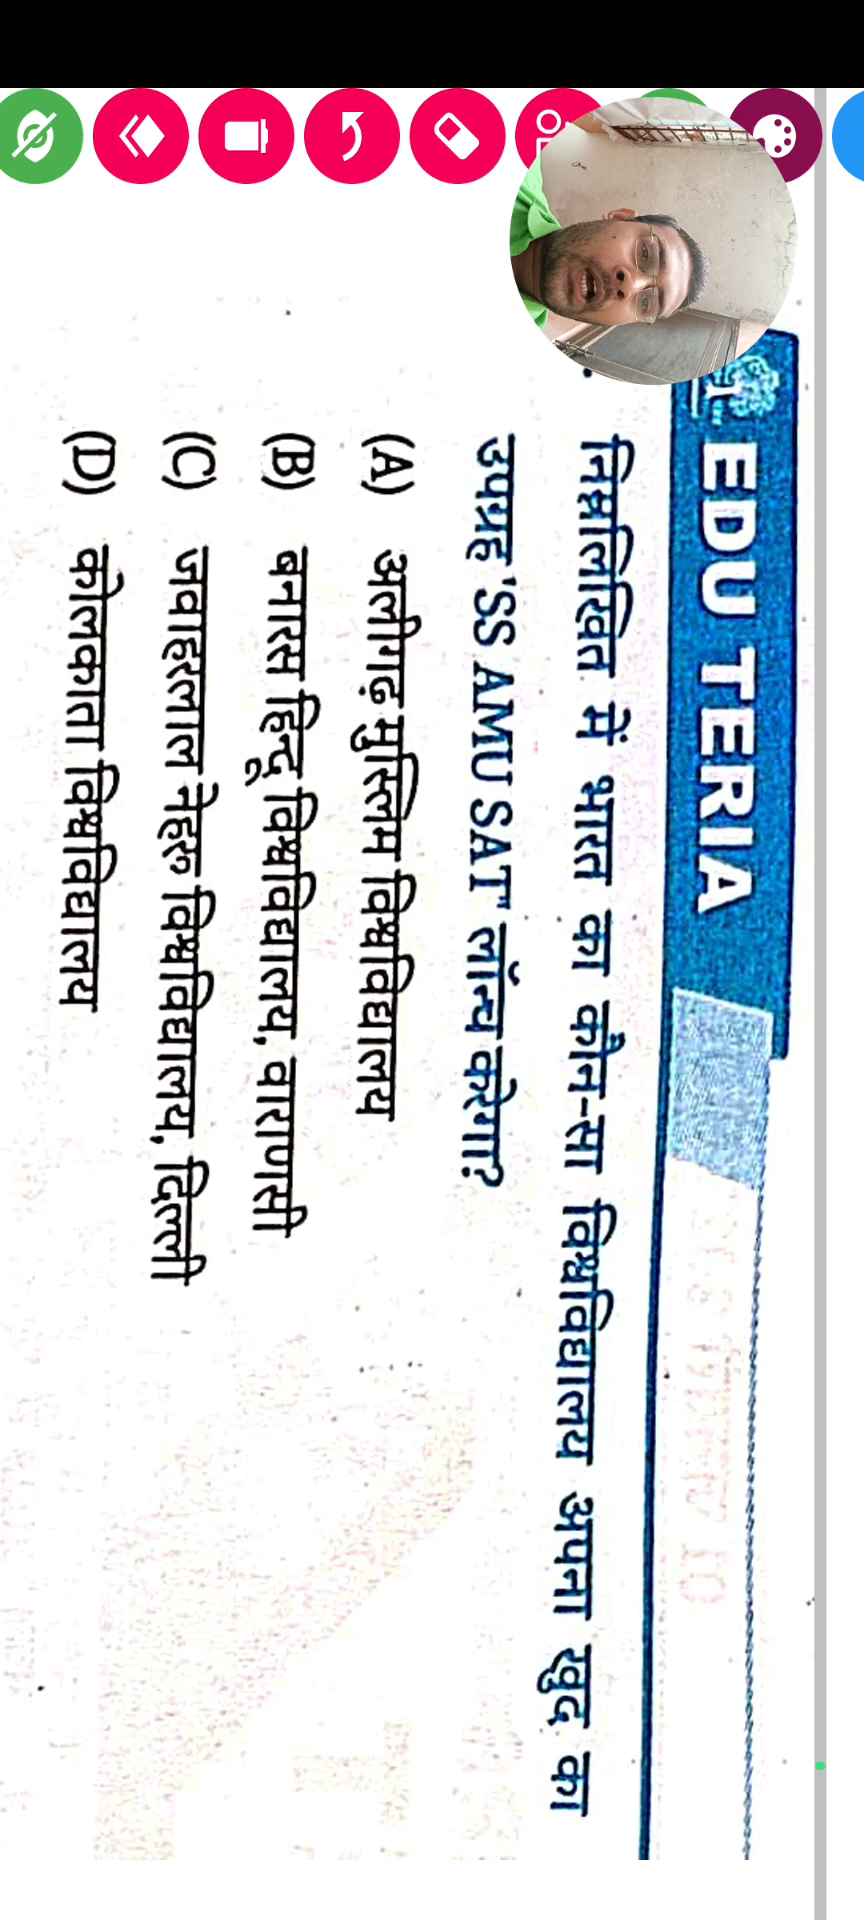 EDU TERIA
निम्नलिखित में भारत का कौन-सा विश्वविद्यालय अपना खुद का
उपग्रह 'SS AMU SAT' लॉन्च करेगा?
(A) अलीगढ़ मुस्लिम विश्वविद्यालय
(B) बनारस हिन्दू विश्वविद्यालय, वाराणसी
(C) जवाहरलाल नेहरु विश्वविद्यालय, दिल्ली
(D) कोलकाता विश्वविद्यालय